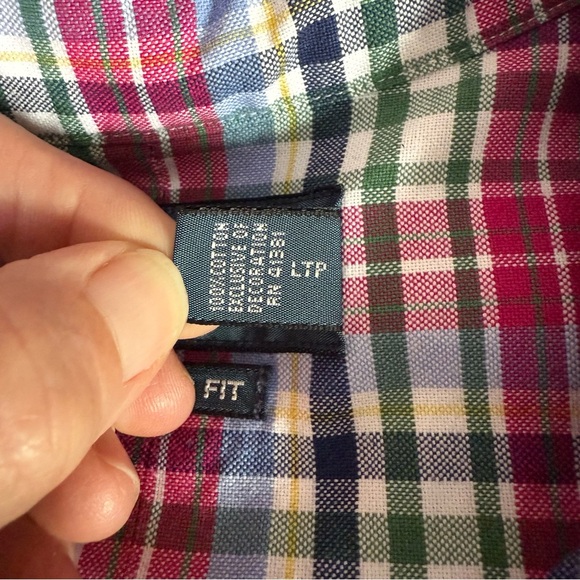 100% COTTON
EXCLUSIVE OF
DECORATION
RN 41381
LTP
FIT